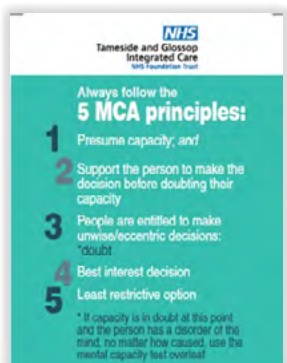 NHS
Tameside and Glossop
Integrated Care
NHS Foundation Trust
Always follow the
5 MCA principles:
1 Presume capacity; and
2 Support the person to make the
decision before doubting their
capacity
3 People are entitled to make
unwise/eccentric decisions:
*doubt
4 Best interest decision
5 Least restrictive option
* If capacity is in doubt at this point
and the person has a disorder of the
mind, no matter how caused, use the
mental capacity test overleaf